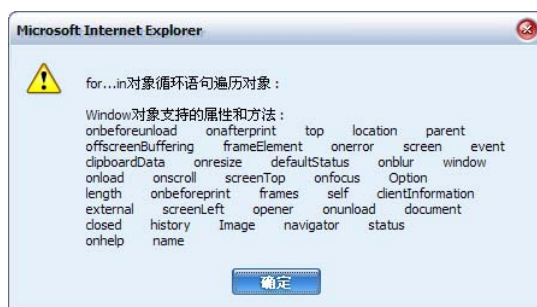 Microsoft Internet Explorer
for...in对象循环语句遍历对象：
Window对象支持的属性和方法：
onbeforeunload onafterprint top location parent
offscreenBuffering frameElement onerror screen event
clipboardData onresize defaultStatus onblur window
onload onscroll screenTop onfocus Option
length onbeforeprint frames self clientInformation
external screenLeft opener onunload document
closed history Image navigator status
onhelp name
确定